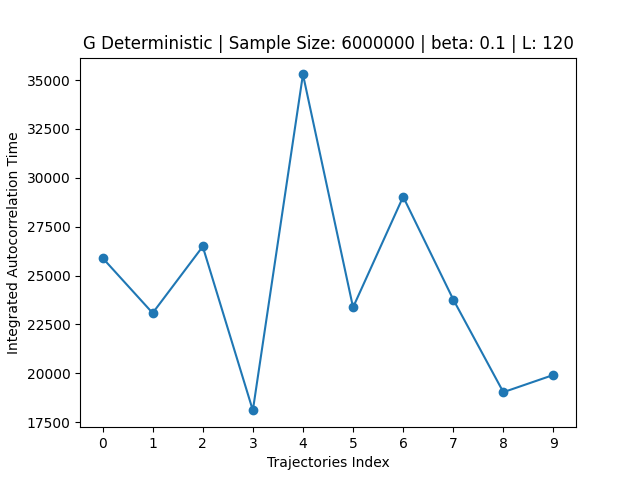 G Deterministic | Sample Size: 6000000 | beta: 0.1 | L: 120
35000
32500
30000
27500
25000
22500
20000
17500
Integrated Autocorrelation Time
0 1 2 3 4 5 6 7 8 9
Trajectories Index